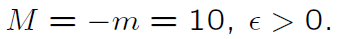 M = −m = 10, ϵ > 0.